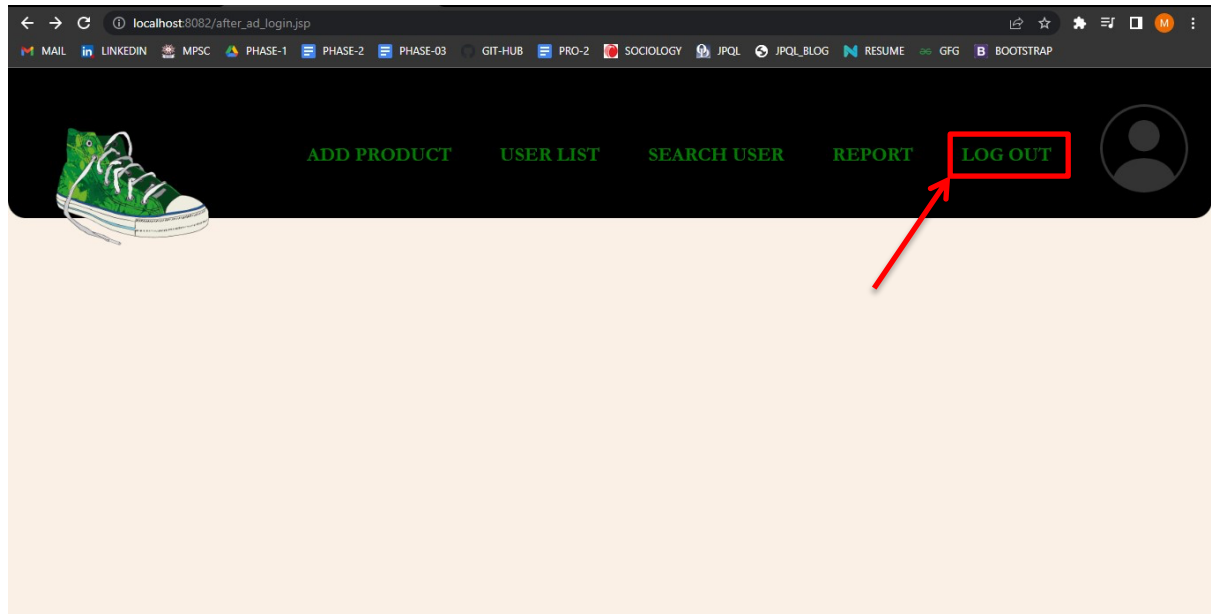 localhost:8082/after_ad_login.jsp
MAIL LINKEDIN MPSC PHASE-1 PHASE-2 PHASE-03 GIT-HUB PRO-2 SOCIOLOGY JPQL JPQL_BLOG RESUME GFG BOOTSTRAP
ADD PRODUCT USER LIST SEARCH USER REPORT LOG OUT